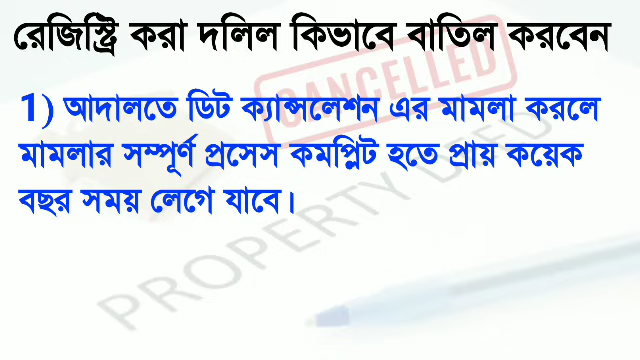 রেজিস্ট্রি করা দলিল কিভাবে বাতিল করবেন
1) আদালতে ডিট ক্যান্সলেশন এর মামলা করলে
মামলার সম্পূর্ণ প্রসেস কমপ্লিট হতে প্রায় কয়েক
বছর সময় লেগে যাবে।
CANCELLED
PROPERTY DEED